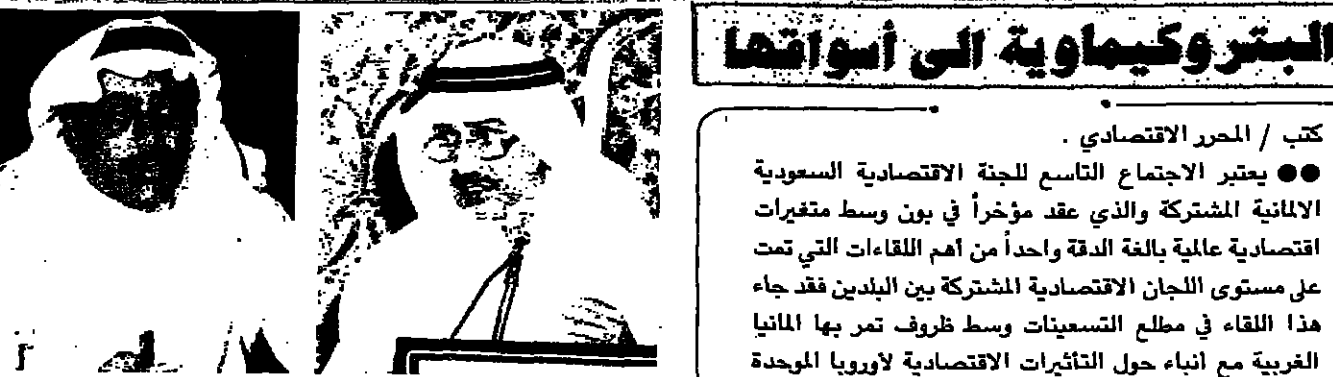 البتروكيماوية الى أسواقها
كتب / المحرر الاقتصادي .
●● يعتبر الاجتماع التاسع للجنة الاقتصادية السعودية
الالمانية المشتركة والذي عقد مؤخراً في بون وسط متغيرات
اقتصادية عالمية بالغة الدقة واحداً من أهم اللقاءات التي تمت
على مستوى اللجان الاقتصادية المشتركة بين البلدين فقد جاء
هذا اللقاء في مطلع التسعينات وسط ظروف تمر بها المانيا
الغربية مع انباء حول التأثيرات الاقتصادية لأوروبا الموحدة